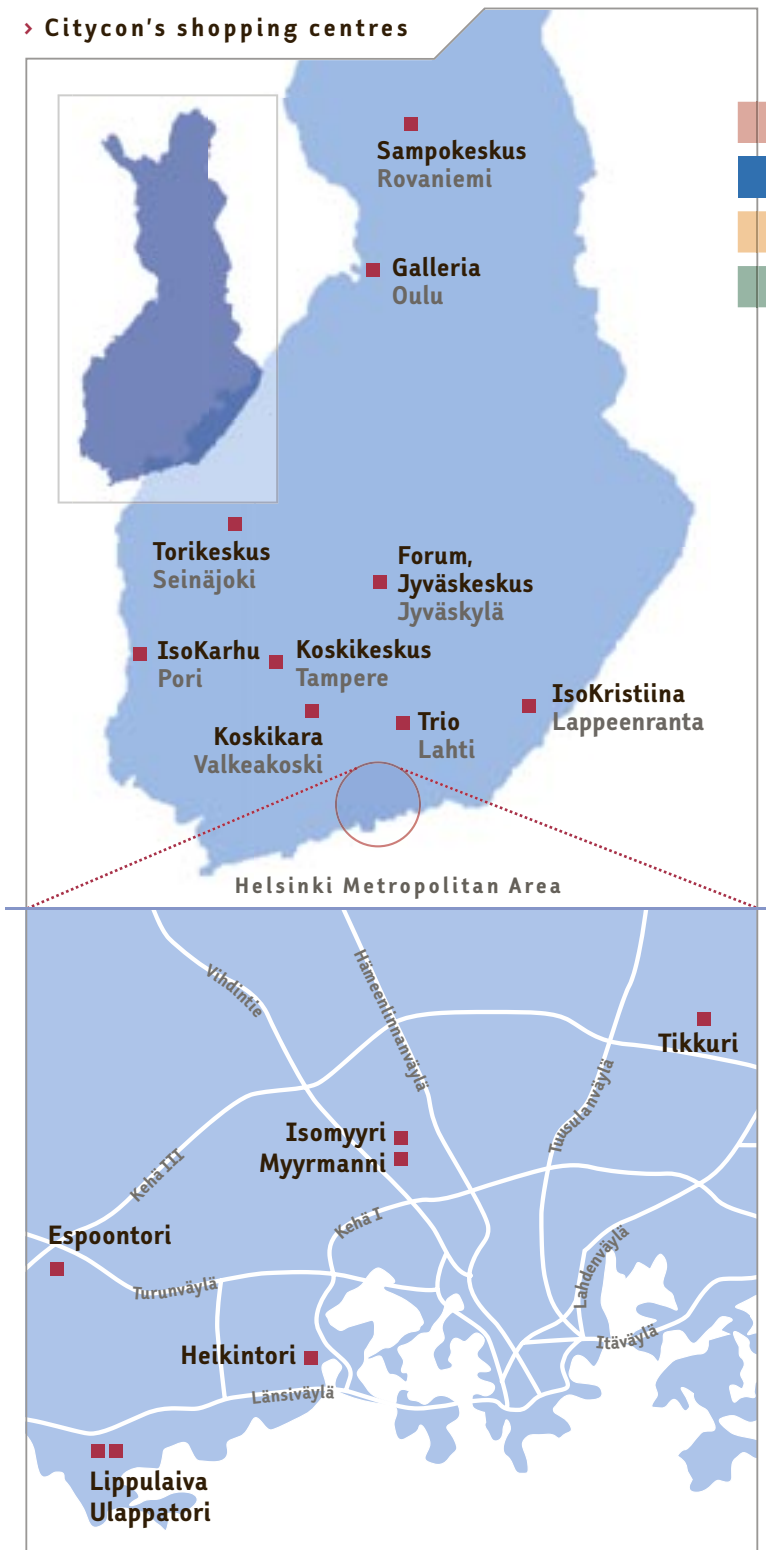 › Citycon's shopping centres
Sampokeskus
Rovaniemi
Galleria
Oulu
Torikeskus
Seinäjoki
Forum,
Jyväskeskus
Jyväskylä
IsoKarhu
Pori
Koskikeskus
Tampere
IsoKristiina
Lappeenranta
Koskikara
Valkeakoski
Trio
Lahti
Helsinki Metropolitan Area
Vihdintie
Hämeenlinnanväylä
Tikkuri
Tuusulanväylä
Isomyyri
Myyrmanni
Kehä III
Kehä I
Espoontori
Lahdenväylä
Turunväylä
Itäväylä
Heikintori
Länsiväylä
Lippulaiva
Ulappatori